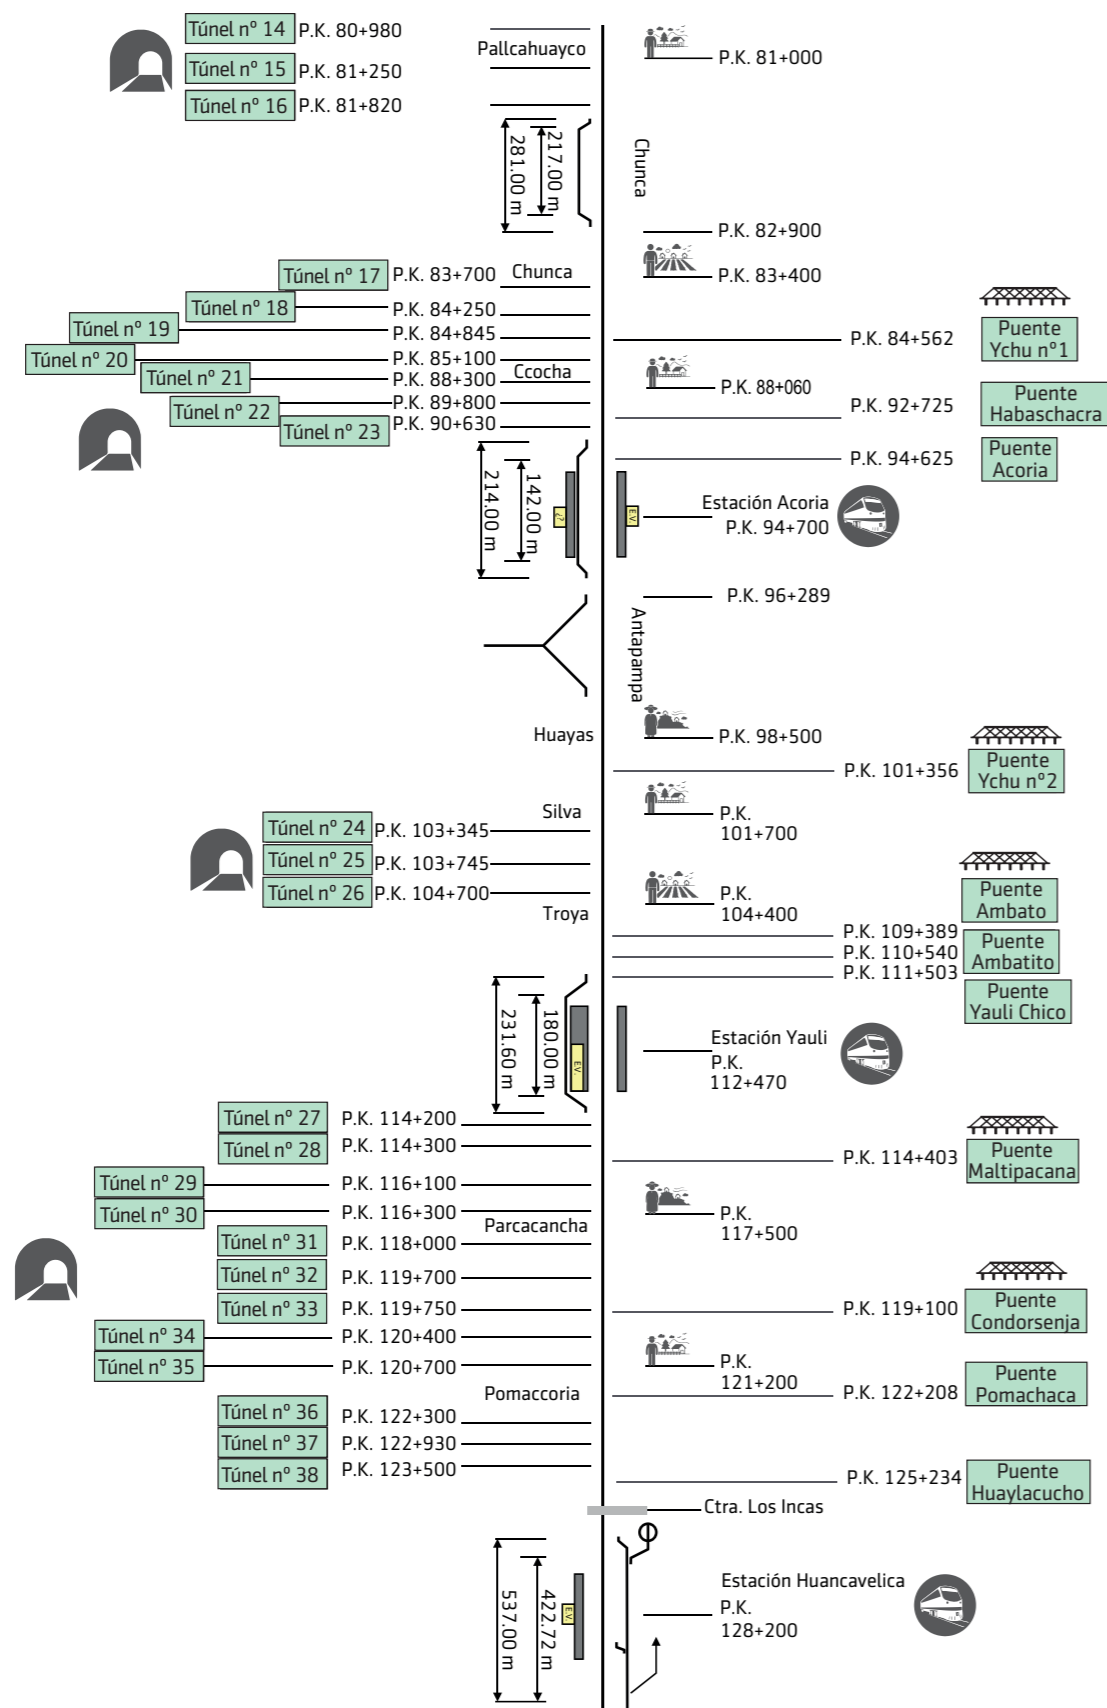 Túnel nº 14 P.K. 80+980
Pallcahuayco
P.K. 81+000
Túnel nº 15 P.K. 81+250
Túnel nº 16 P.K. 81+820
217.00 m
281.00 m
Chunca
P.K. 82+900
P.K. 83+400
Túnel nº 17 P.K. 83+700 Chunca
Túnel nº 18 P.K. 84+250
Túnel nº 19 P.K. 84+845
P.K. 84+562 Puente
Ychu nº1
Túnel nº 20 P.K. 85+100
Ccocha
Túnel nº 21 P.K. 88+300
P.K. 88+060
Túnel nº 22 P.K. 89+800
P.K. 92+725 Puente
Habaschacra
Túnel nº 23 P.K. 90+630
P.K. 94+625 Puente
Acoria
142.00 m
214.00 m
¿?
E.V.
Estación Acoria
P.K. 94+700
P.K. 96+289
Antapampa
Huayas
P.K. 98+500
P.K. 101+356 Puente
Ychu nº2
Silva
P.K.
101+700
Túnel nº 24 P.K. 103+345
Túnel nº 25 P.K. 103+745
Túnel nº 26 P.K. 104+700
Troya
P.K.
104+400
Puente
Ambato
P.K. 109+389
P.K. 110+540 Puente
Ambatito
P.K. 111+503
Puente
Yauli Chico
180.00 m
231.60 m
E.V.
Estación Yauli
P.K.
112+470
Túnel nº 27 P.K. 114+200
Túnel nº 28 P.K. 114+300
P.K. 114+403 Puente
Maltipacana
Túnel nº 29 P.K. 116+100
Túnel nº 30 P.K. 116+300
Parcacancha
P.K.
117+500
Túnel nº 31 P.K. 118+000
Túnel nº 32 P.K. 119+700
Túnel nº 33 P.K. 119+750
P.K. 119+100 Puente
Condorsenja
Túnel nº 34 P.K. 120+400
Túnel nº 35 P.K. 120+700
P.K.
121+200
Pomaccoria
P.K. 122+208 Puente
Pomachaca
Túnel nº 36 P.K. 122+300
Túnel nº 37 P.K. 122+930
Túnel nº 38 P.K. 123+500
P.K. 125+234 Puente
Huaylacucho
Ctra. Los Incas
422.72 m
537.00 m
E.V.
Estación Huancavelica
P.K.
128+200